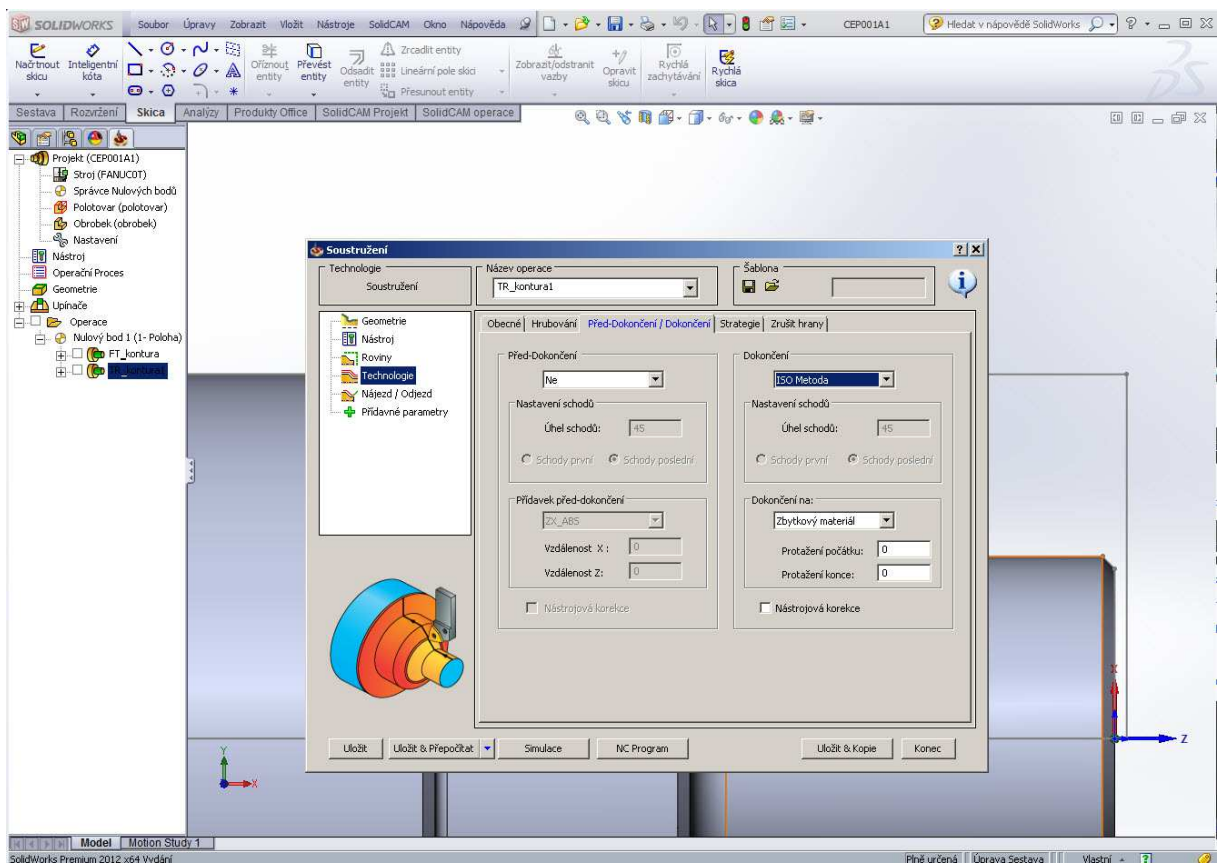 SOLIDWORKS Soubor Úpravy Zobrazit Vložit Nástroje SolidCAM Okno Nápověda CEP001A1 Hledat v nápovědě SolidWorks
Načrtnout skicu
Inteligentní kóta
Oříznout entity
Převést entity
Odsadit entity
Zrcadlit entity
Lineární pole skici
Přesunout entity
Zobrazit/odstranit vazby
Opravit skicu
Rychlá zachytávání
Rychlá skica
Sestava Rozvržení Skica Analýzy Produkty Office SolidCAM Projekt SolidCAM operace
Projekt (CEP001A1)
Stroj (FANUC0T)
Správce Nulových bodů
Polotovar (polotovar)
Obrobek (obrobek)
Nastavení
Nástroj
Operační Proces
Geometrie
Upínače
Operace
Nulový bod 1 (1- Poloha)
FT_kontura
TR_kontura1
Soustružení
Technologie
Soustružení
Název operace
TR_kontura1
Šablona
Geometrie
Nástroj
Roviny
Technologie
Nájezd / Odjezd
Přídavné parametry
Obecné Hrubování Před-Dokončení / Dokončení Strategie Zrušit hrany
Před-Dokončení
Ne
Nastavení schodů
Úhel schodů: 45
Schody první Schody poslední
Přídavek před-dokončení
ZX_ABS
Vzdálenost X : 0
Vzdálenost Z: 0
Nástrojová korekce
Dokončení
ISO Metoda
Nastavení schodů
Úhel schodů: 45
Schody první Schody poslední
Dokončení na:
Zbytkový materiál
Protažení počátku: 0
Protažení konce: 0
Nástrojová korekce
Uložit Uložit & Přepočítat Simulace NC Program Uložit & Kopie Konec
X
Z
Y
X
Model Motion Study 1
SolidWorks Premium 2012 x64 Vydání Plně určená Úprava Sestava Vlastní